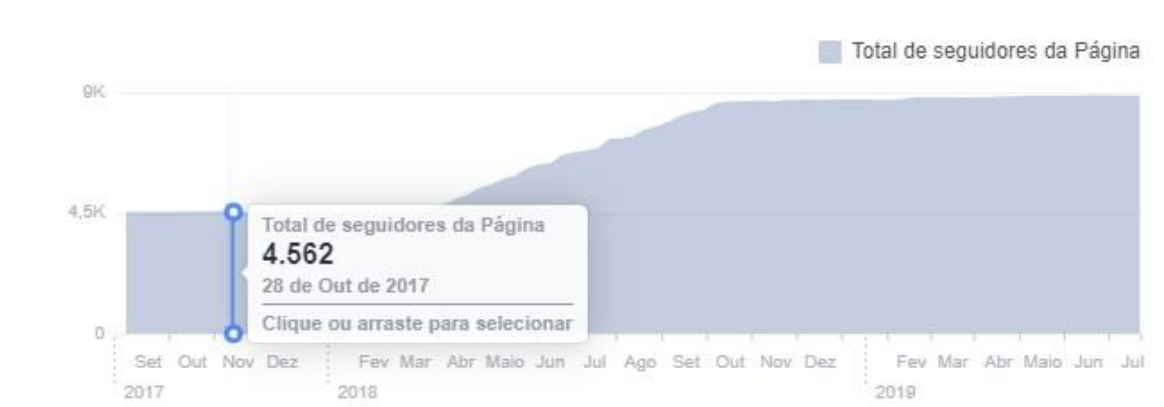 Total de seguidores da Página
9K
4.5K
Total de seguidores da Página
4.562
28 de Out de 2017
Clique ou arraste para selecionar
0
Set Out Nov Dez Fev Mar Abr Maio Jun Jul Ago Set Out Nov Dez Fev Mar Abr Maio Jun Jul
2017 2018 2019